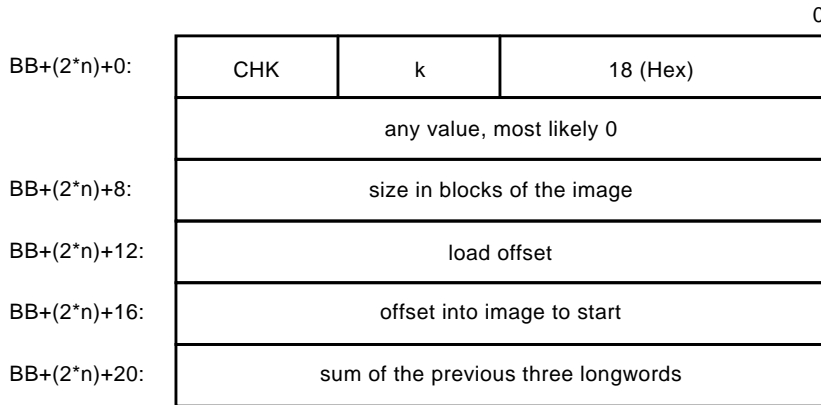 0
BB+(2*n)+0: CHK k 18 (Hex)
any value, most likely 0
BB+(2*n)+8: size in blocks of the image
BB+(2*n)+12: load offset
BB+(2*n)+16: offset into image to start
BB+(2*n)+20: sum of the previous three longwords